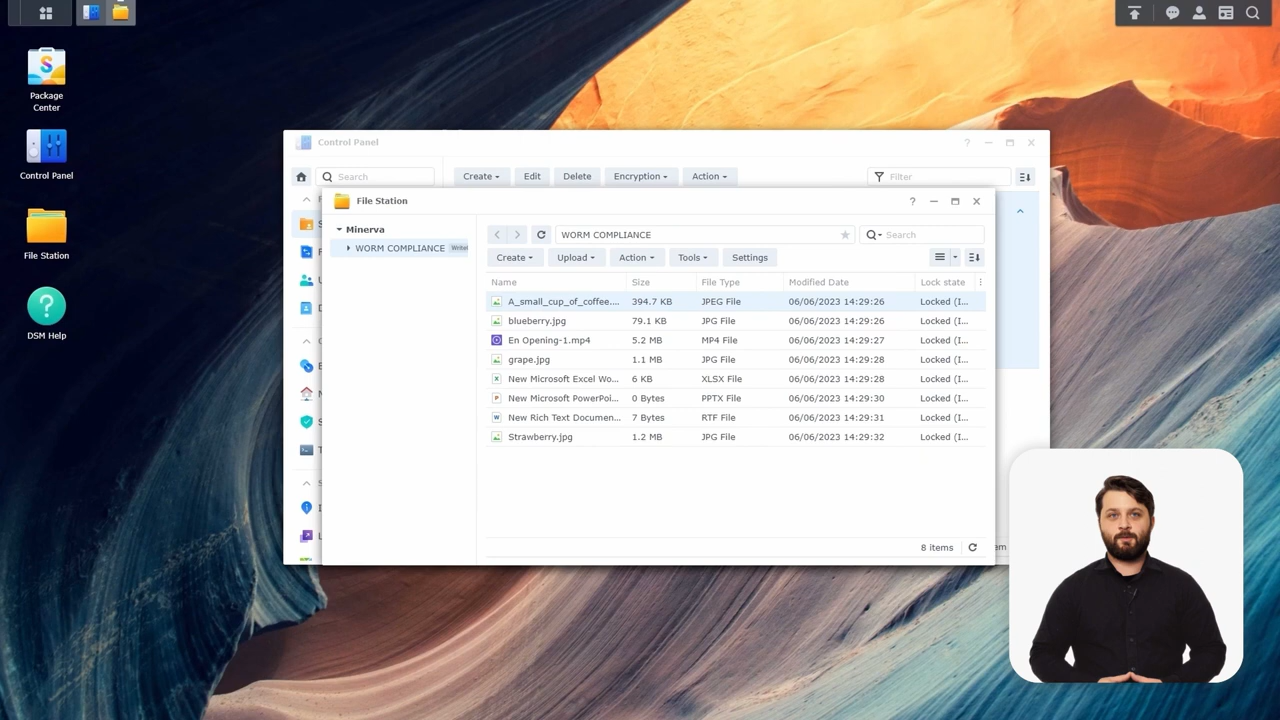 Package
Center
Control Panel
File Station
DSM Help
Control Panel
Search
Create
Edit
Delete
Encryption
Action
Filter
File Station
Minerva
WORM COMPLIANCE
WORM COMPLIANCE
Search
Create
Upload
Action
Tools
Settings
Name Size File Type Modified Date Lock state
A_small_cup_of_coffee.... 394.7 KB JPEG File 06/06/2023 14:29:26 Locked (I...
blueberry.jpg 79.1 KB JPG File 06/06/2023 14:29:26 Locked (I...
En Opening-1.mp4 5.2 MB MP4 File 06/06/2023 14:29:27 Locked (I...
grape.jpg 1.1 MB JPG File 06/06/2023 14:29:28 Locked (I...
New Microsoft Excel Wo... 6 KB XLSX File 06/06/2023 14:29:28 Locked (I...
New Microsoft PowerPoi... 0 Bytes PPTX File 06/06/2023 14:29:30 Locked (I...
New Rich Text Documen... 7 Bytes RTF File 06/06/2023 14:29:31 Locked (I...
Strawberry.jpg 1.2 MB JPG File 06/06/2023 14:29:32 Locked (I...
8 items